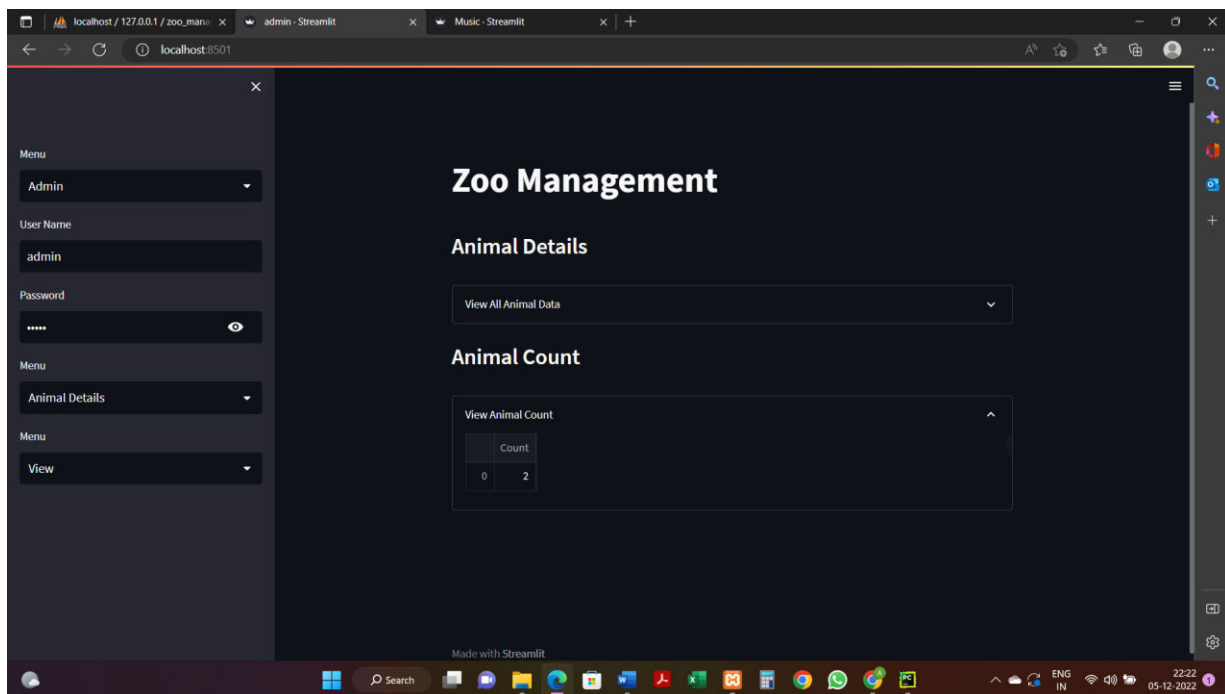 localhost / 127.0.0.1 / zoo_mana
admin · Streamlit
Music · Streamlit
localhost:8501
Menu
Admin
User Name
admin
Password
•••••
Menu
Animal Details
Menu
View
Zoo Management
Animal Details
View All Animal Data
Animal Count
View Animal Count
Count
0 2
Made with Streamlit
Search
ENG
IN
22:22
05-12-2022
1